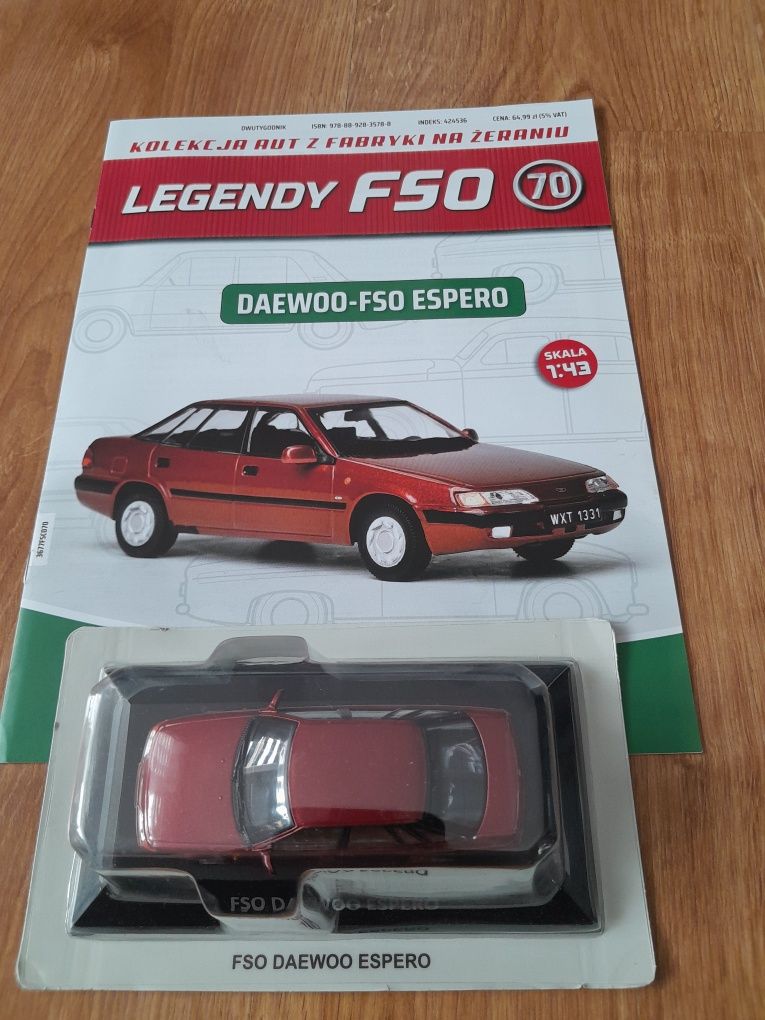 DWUTYGODNIK ISBN: 978-88-928-3578-8 INDEKS: 424536 CENA: 64,99 zł (5% VAT)
KOLEKCJA AUT Z FABRYKI NA ŻERANIU
LEGENDY FSO 70
DAEWOO-FSO ESPERO
SKALA
1:43
WXT 1331
3677FSC070
FSO DAEWOO ESPERO
FSO DAEWOO ESPERO